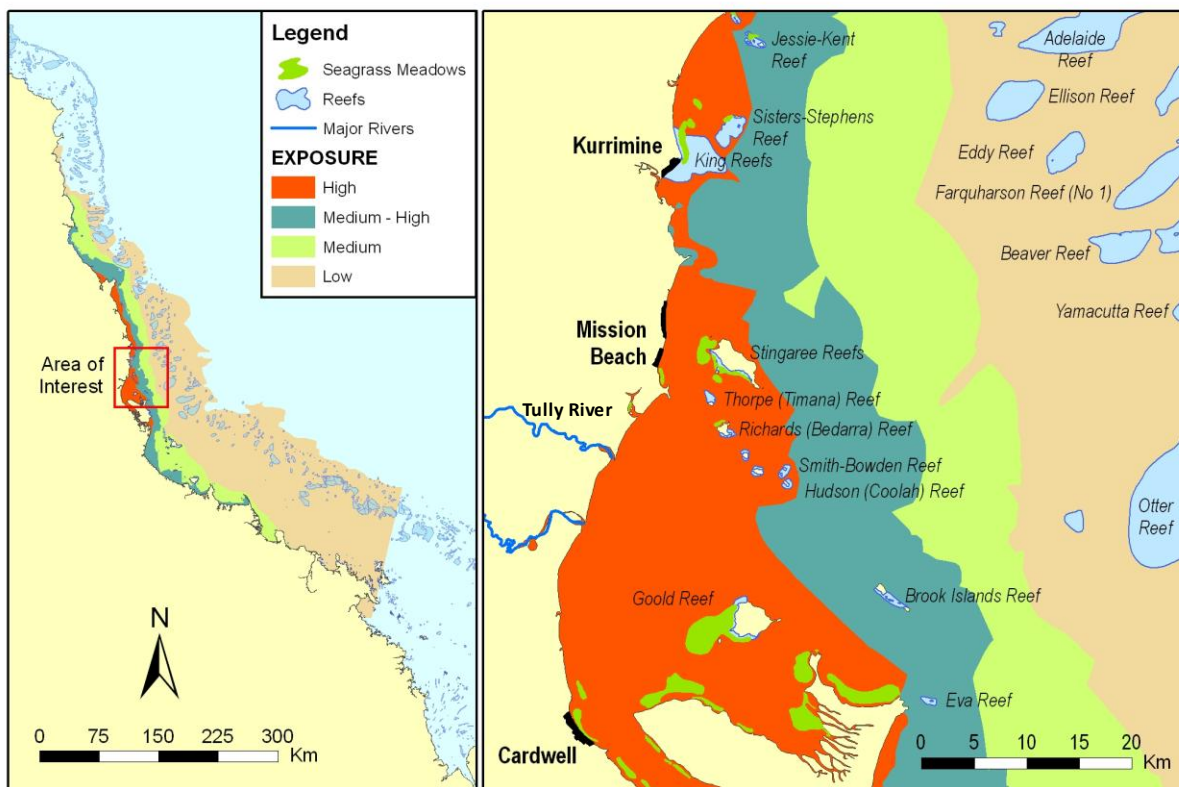 Legend
Seagrass Meadows
Reefs
Major Rivers
EXPOSURE
High
Medium - High
Medium
Low
Area of
Interest
N
0 75 150 225 300
Km
Jessie-Kent
Reef
Adelaide
Reef
Ellison Reef
Sisters-Stephens
Reef
Kurrimine
King Reefs
Eddy Reef
Farquharson Reef (No 1)
Beaver Reef
Yamacutta Reef
Mission
Beach
Stingaree Reefs
Thorpe (Timana) Reef
Tully River
Richards (Bedarra) Reef
Smith-Bowden Reef
Hudson (Coolah) Reef
Otter
Reef
Brook Islands Reef
Goold Reef
Eva Reef
Cardwell
0 5 10 15 20
Km